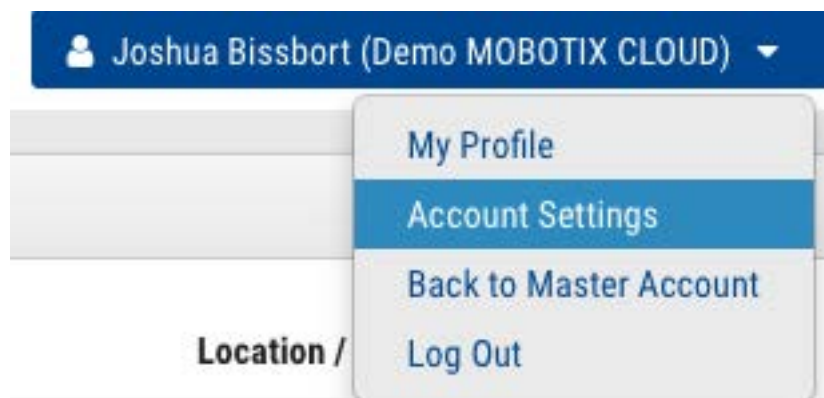 Joshua Bissbort (Demo MOBOTIX CLOUD)
My Profile
Account Settings
Back to Master Account
Location /
Log Out